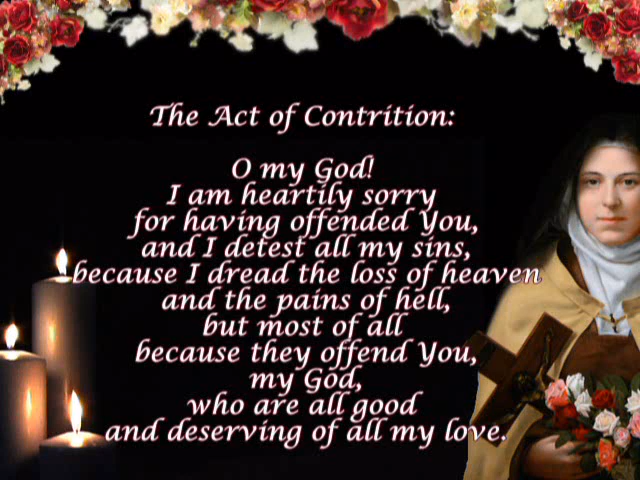 The Act of Contrition:
O my God!
I am heartily sorry
for having offended You,
and I detest all my sins,
because I dread the loss of heaven
and the pains of hell,
but most of all
because they offend You,
my God,
who are all good
and deserving of all my love.